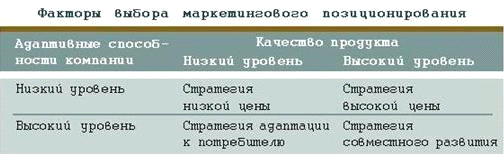 Факторы выбора маркетингового позиционирования
Адаптивные способ-
ности компании
Качество продукта
Низкий уровень Высокий уровень
Низкий уровень Стратегия Стратегия
низкой цены высокой цены
Высокий уровень Стратегия адаптации Стратегия
к потребителю совместного развития